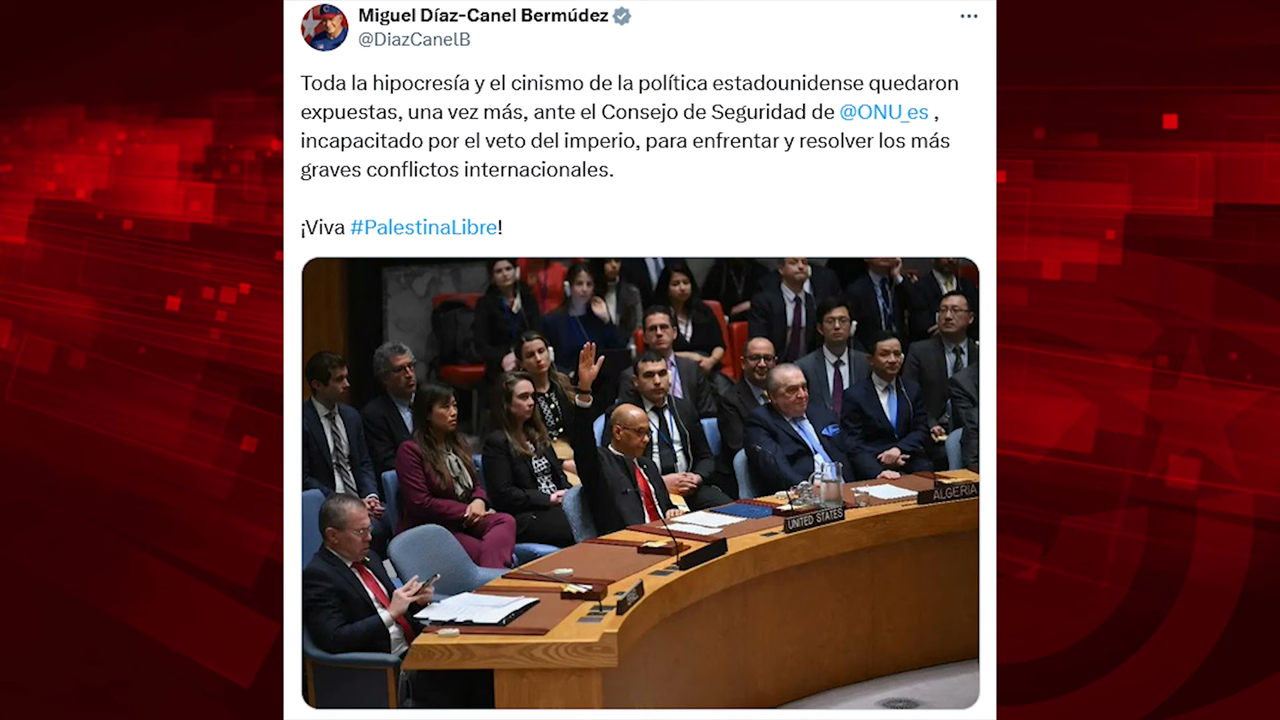 Miguel Díaz-Canel Bermúdez
@DiazCanelB
Toda la hipocresía y el cinismo de la política estadounidense quedaron
expuestas, una vez más, ante el Consejo de Seguridad de @ONU_es ,
incapacitado por el veto del imperio, para enfrentar y resolver los más
graves conflictos internacionales.
¡Viva #PalestinaLibre!
ALGERIA
UNITED STATES